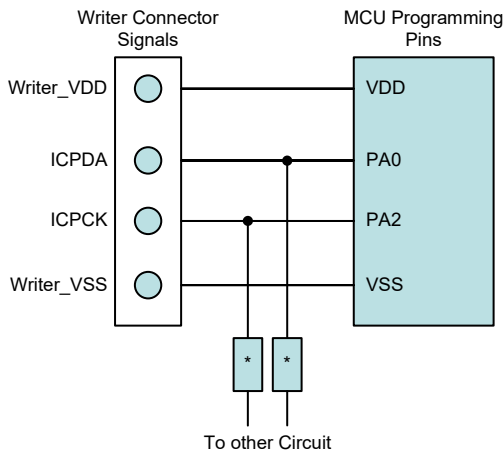 Writer Connector
Signals
MCU Programming
Pins
Writer_VDD
VDD
ICPDA
PA0
ICPCK
PA2
Writer_VSS
VSS
*
*
To other Circuit